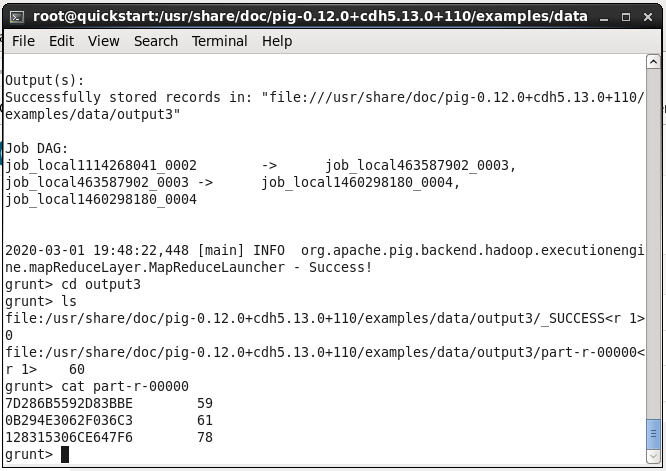 root@quickstart:/usr/share/doc/pig-0.12.0+cdh5.13.0+110/examples/data
File Edit View Search Terminal Help
Output(s):
Successfully stored records in: "file:///usr/share/doc/pig-0.12.0+cdh5.13.0+110/
examples/data/output3"
Job DAG:
job_local1114268041_0002 -> job_local463587902_0003,
job_local463587902_0003 -> job_local1460298180_0004,
job_local1460298180_0004
2020-03-01 19:48:22,448 [main] INFO org.apache.pig.backend.hadoop.executionengi
ne.mapReduceLayer.MapReduceLauncher - Success!
grunt> cd output3
grunt> ls
file:/usr/share/doc/pig-0.12.0+cdh5.13.0+110/examples/data/output3/_SUCCESS<r 1>
0
file:/usr/share/doc/pig-0.12.0+cdh5.13.0+110/examples/data/output3/part-r-00000<
r 1> 60
grunt> cat part-r-00000
7D286B5592D83BBE 59
0B294E3062F036C3 61
128315306CE647F6 78
grunt>